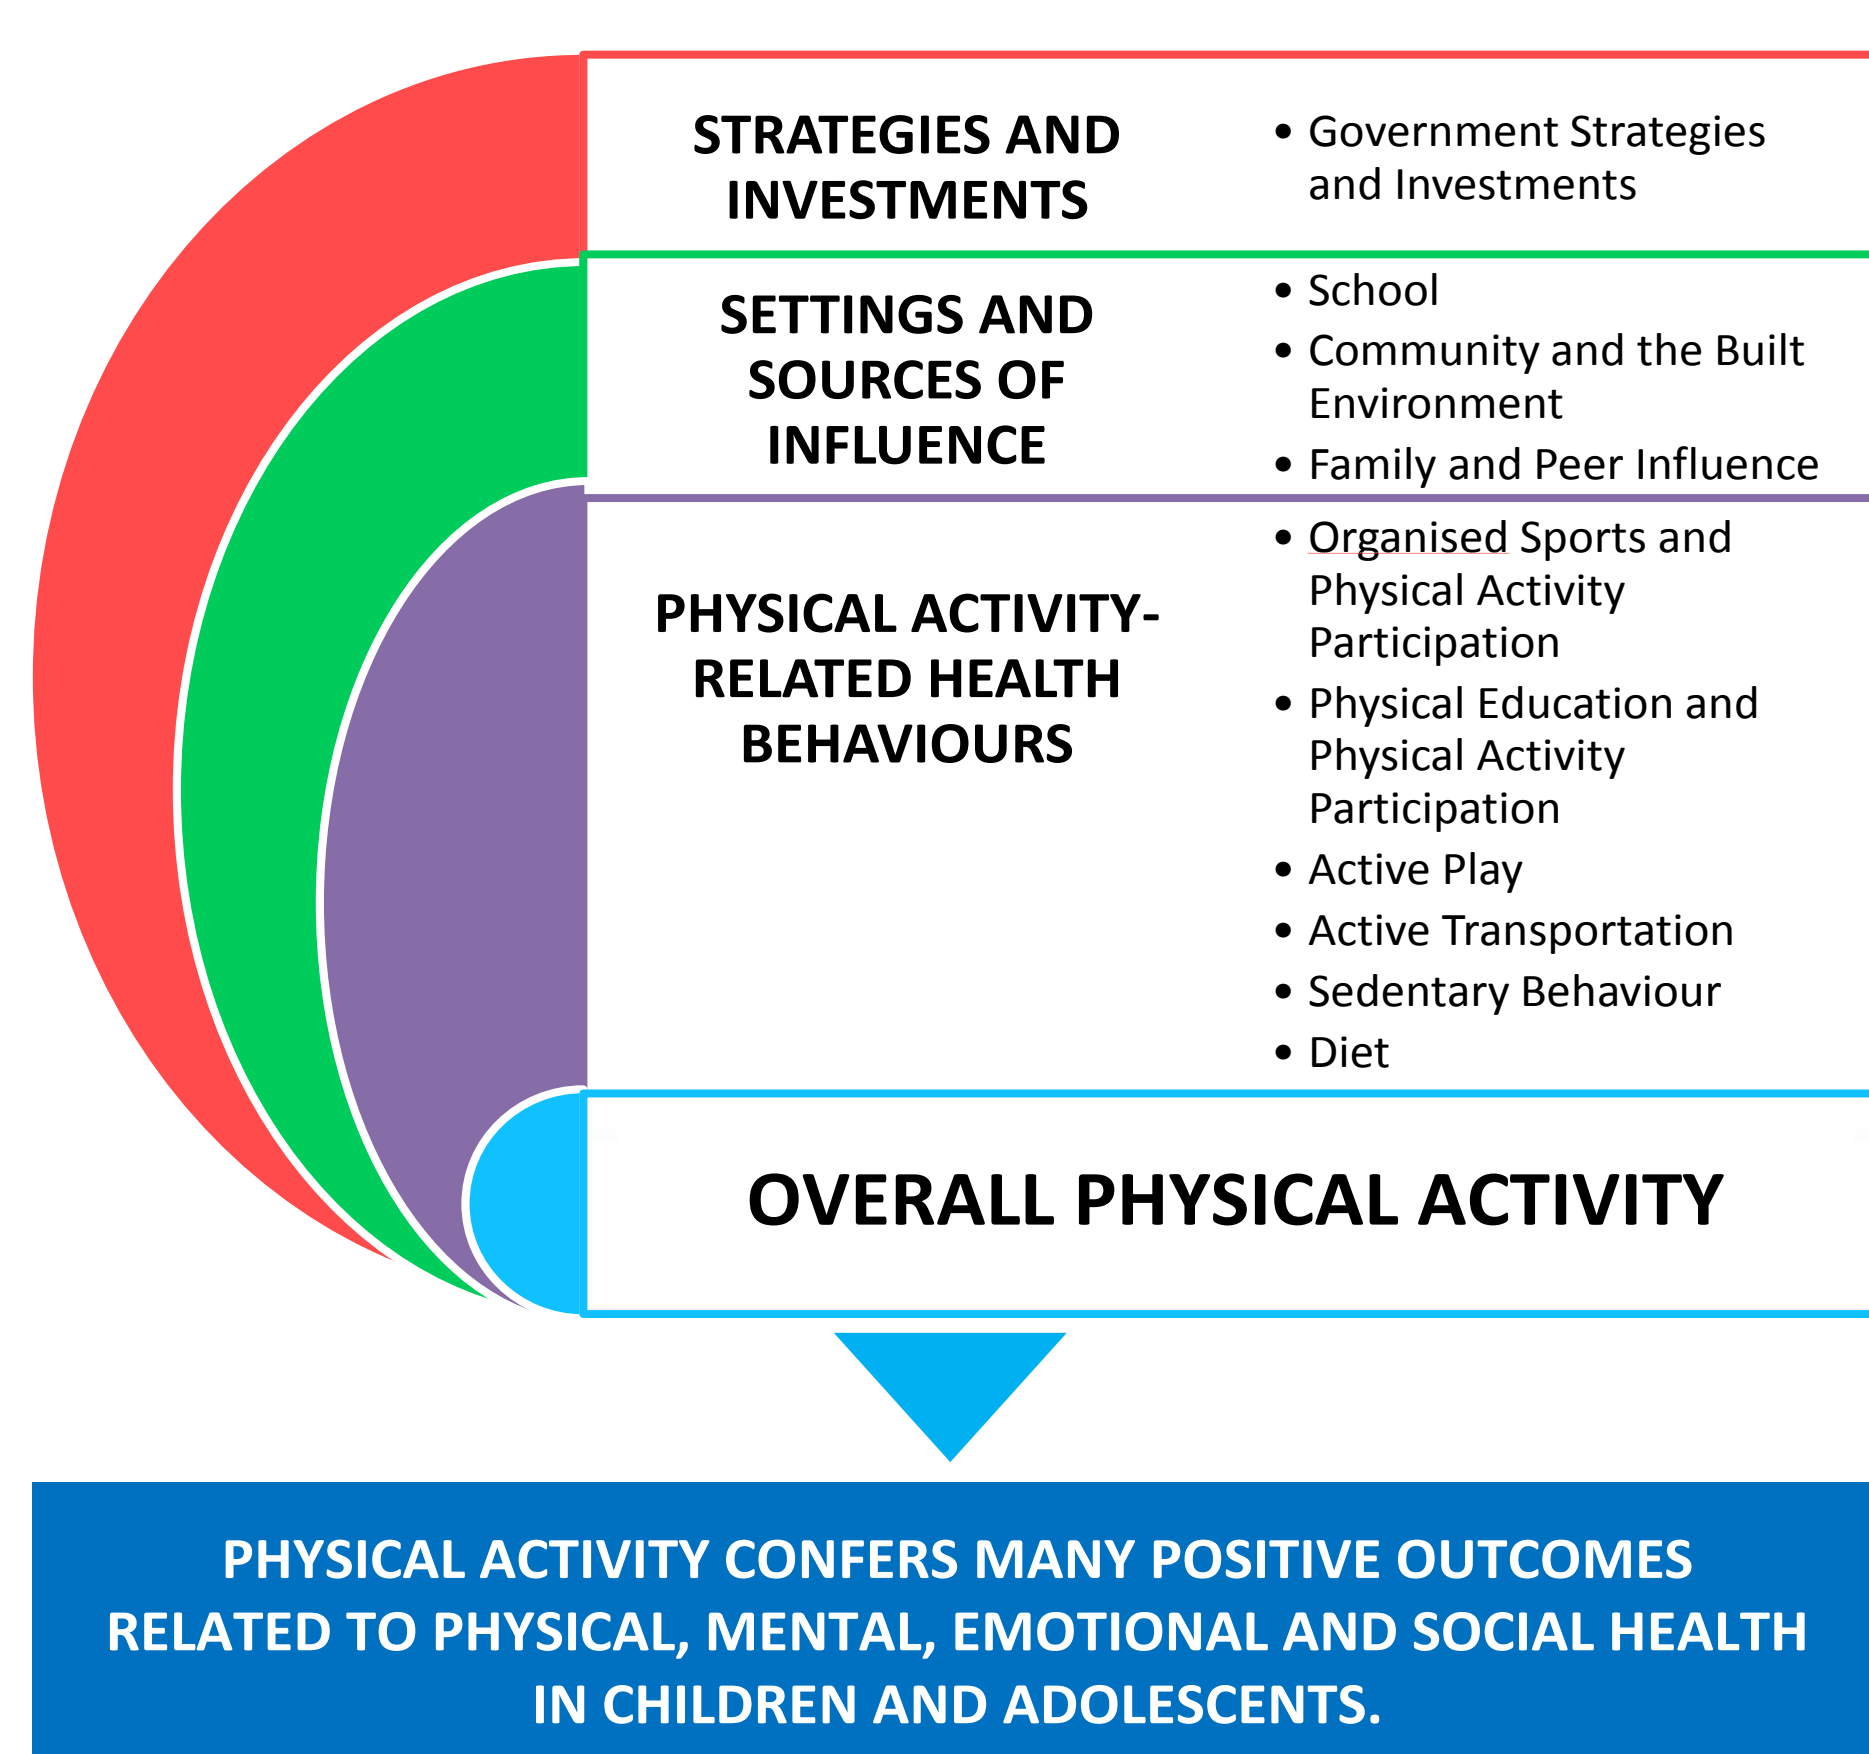 STRATEGIES AND
INVESTMENTS
• Government Strategies
and Investments
SETTINGS AND
SOURCES OF
INFLUENCE
• School
• Community and the Built
Environment
• Family and Peer Influence
PHYSICAL ACTIVITY-
RELATED HEALTH
BEHAVIOURS
• Organised Sports and
Physical Activity
Participation
• Physical Education and
Physical Activity
Participation
• Active Play
• Active Transportation
• Sedentary Behaviour
• Diet
OVERALL PHYSICAL ACTIVITY
PHYSICAL ACTIVITY CONFERS MANY POSITIVE OUTCOMES
RELATED TO PHYSICAL, MENTAL, EMOTIONAL AND SOCIAL HEALTH
IN CHILDREN AND ADOLESCENTS.